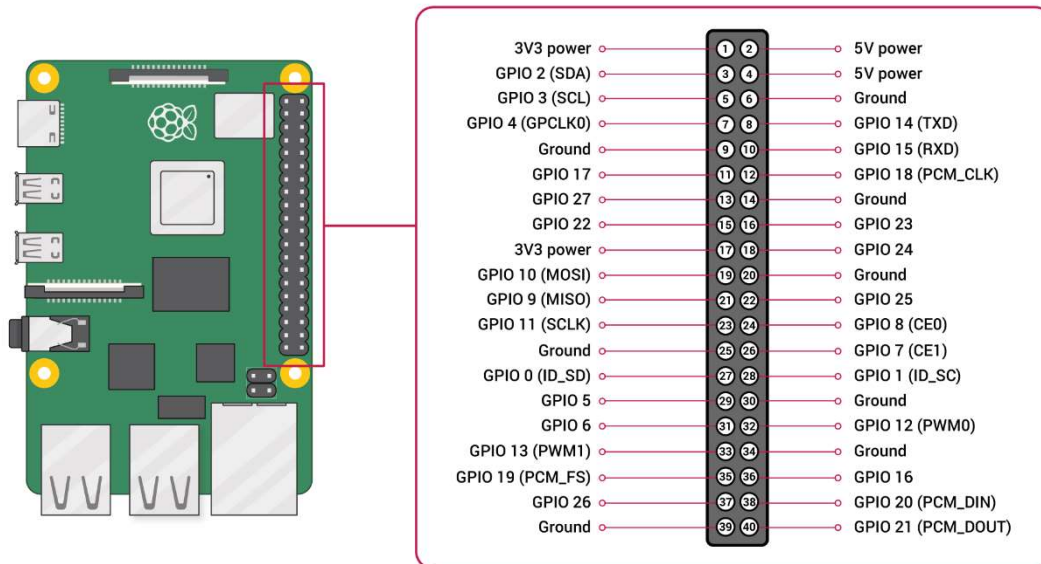 3V3 power 1 2 5V power
GPIO 2 (SDA) 3 4 5V power
GPIO 3 (SCL) 5 6 Ground
GPIO 4 (GPCLK0) 7 8 GPIO 14 (TXD)
Ground 9 10 GPIO 15 (RXD)
GPIO 17 11 12 GPIO 18 (PCM_CLK)
GPIO 27 13 14 Ground
GPIO 22 15 16 GPIO 23
3V3 power 17 18 GPIO 24
GPIO 10 (MOSI) 19 20 Ground
GPIO 9 (MISO) 21 22 GPIO 25
GPIO 11 (SCLK) 23 24 GPIO 8 (CE0)
Ground 25 26 GPIO 7 (CE1)
GPIO 0 (ID_SD) 27 28 GPIO 1 (ID_SC)
GPIO 5 29 30 Ground
GPIO 6 31 32 GPIO 12 (PWM0)
GPIO 13 (PWM1) 33 34 Ground
GPIO 19 (PCM_FS) 35 36 GPIO 16
GPIO 26 37 38 GPIO 20 (PCM_DIN)
Ground 39 40 GPIO 21 (PCM_DOUT)